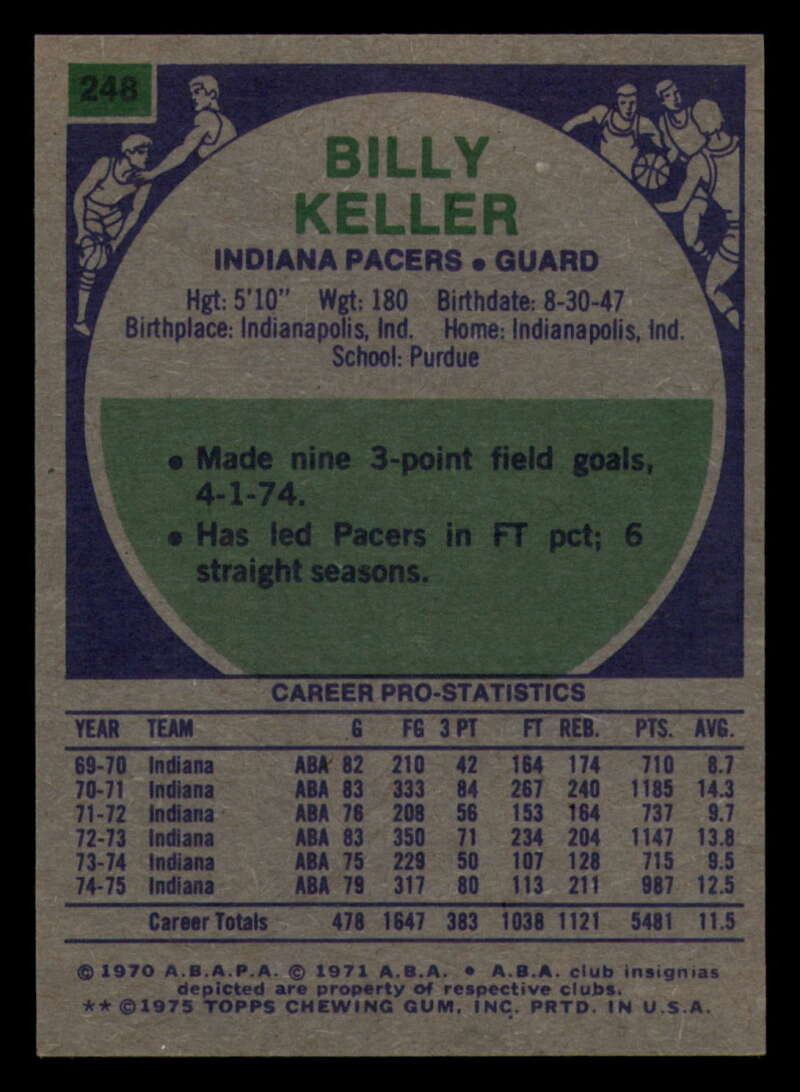 248
BILLY
KELLER
INDIANA PACERS • GUARD
Hgt: 5'10" Wgt: 180 Birthdate: 8-30-47
Birthplace: Indianapolis, Ind. Home: Indianapolis, Ind.
School: Purdue
• Made nine 3-point field goals,
4-1-74.
• Has led Pacers in FT pct; 6
straight seasons.
CAREER PRO-STATISTICS
YEAR TEAM G FG 3 PT FT REB. PTS. AVG.
69-70 Indiana ABA 82 210 42 164 174 710 8.7
70-71 Indiana ABA 83 333 84 267 240 1185 14.3
71-72 Indiana ABA 76 208 56 153 164 737 9.7
72-73 Indiana ABA 83 350 71 234 204 1147 13.8
73-74 Indiana ABA 75 229 50 107 128 715 9.5
74-75 Indiana ABA 79 317 80 113 211 987 12.5
Career Totals 478 1647 383 1038 1121 5481 11.5
© 1970 A.B.A.P.A. © 1971 A.B.A. • A.B.A. club insignias
depicted are property of respective clubs.
** © 1975 TOPPS CHEWING GUM, INC. PRTD. IN U.S.A.